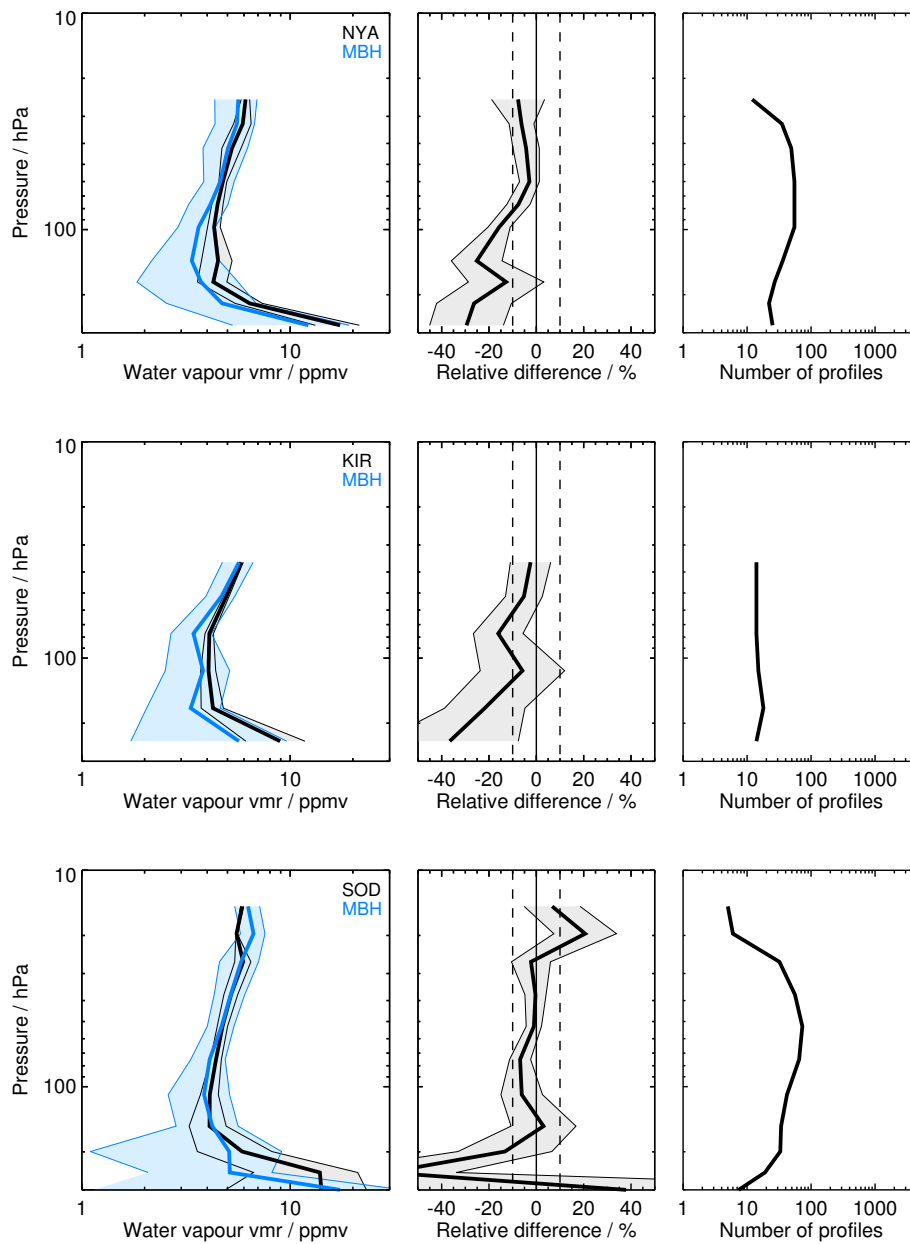 10
100
Pressure / hPa
NYA
MBH
1
10
Water vapour vmr / ppmv
-40 -20 0 20 40
Relative difference / %
1 10 100 1000
Number of profiles
10
100
Pressure / hPa
KIR
MBH
1
10
Water vapour vmr / ppmv
-40 -20 0 20 40
Relative difference / %
1 10 100 1000
Number of profiles
10
100
Pressure / hPa
SOD
MBH
1
10
Water vapour vmr / ppmv
-40 -20 0 20 40
Relative difference / %
1 10 100 1000
Number of profiles